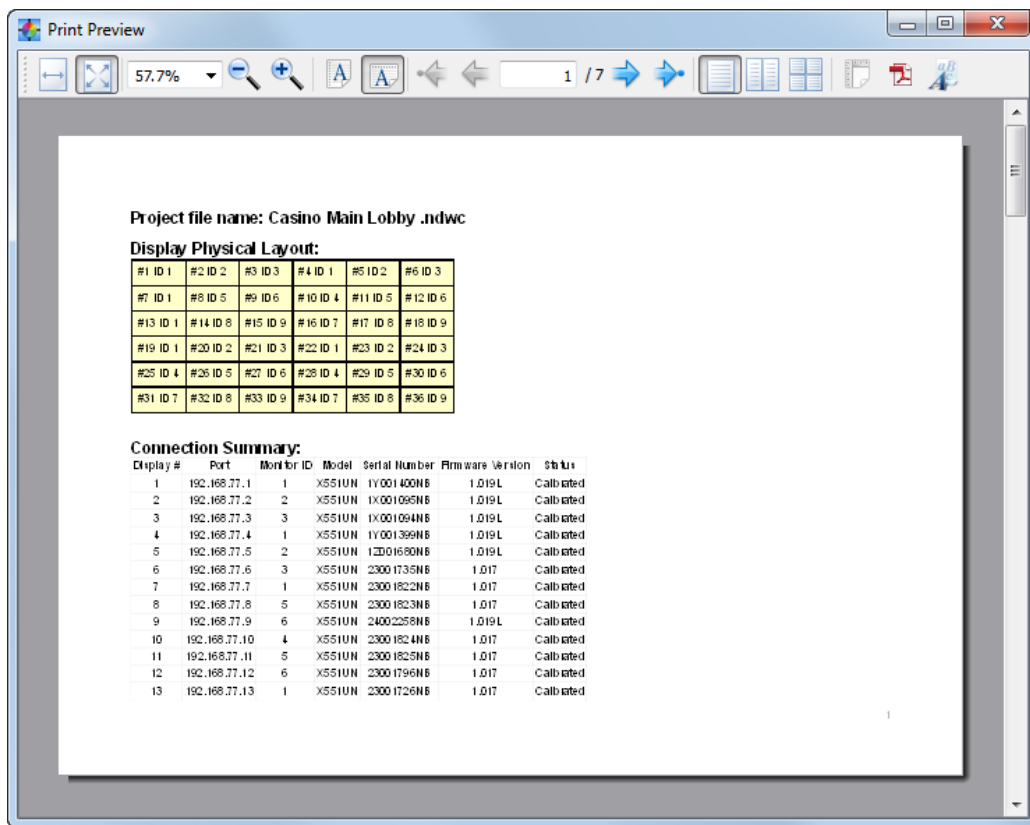 Print Preview
57.7% 1 / 7
Project file name: Casino Main Lobby .ndwc
Display Physical Layout:
#1 ID 1 #2 ID 2 #3 ID 3 #4 ID 1 #5 ID 2 #6 ID 3
#7 ID 1 #8 ID 5 #9 ID 6 #10 ID 4 #11 ID 5 #12 ID 6
#13 ID 1 #14 ID 8 #15 ID 9 #16 ID 7 #17 ID 8 #18 ID 9
#19 ID 1 #20 ID 2 #21 ID 3 #22 ID 1 #23 ID 2 #24 ID 3
#25 ID 4 #26 ID 5 #27 ID 6 #28 ID 4 #29 ID 5 #30 ID 6
#31 ID 7 #32 ID 8 #33 ID 9 #34 ID 7 #35 ID 8 #36 ID 9
Connection Summary:
Display # Port Monitor ID Model Serial Number Firmware Version Status
1 192.168.77.1 1 X551UN 1Y001400NB 1.019L Calibrated
2 192.168.77.2 2 X551UN 1X001095NB 1.019L Calibrated
3 192.168.77.3 3 X551UN 1X001094NB 1.019L Calibrated
4 192.168.77.4 1 X551UN 1Y001399NB 1.019L Calibrated
5 192.168.77.5 2 X551UN 1Z001680NB 1.019L Calibrated
6 192.168.77.6 3 X551UN 23001735NB 1.017 Calibrated
7 192.168.77.7 1 X551UN 23001822NB 1.017 Calibrated
8 192.168.77.8 5 X551UN 23001823NB 1.017 Calibrated
9 192.168.77.9 6 X551UN 24002258NB 1.019L Calibrated
10 192.168.77.10 4 X551UN 23001824NB 1.017 Calibrated
11 192.168.77.11 5 X551UN 23001825NB 1.017 Calibrated
12 192.168.77.12 6 X551UN 23001796NB 1.017 Calibrated
13 192.168.77.13 1 X551UN 23001726NB 1.017 Calibrated
1